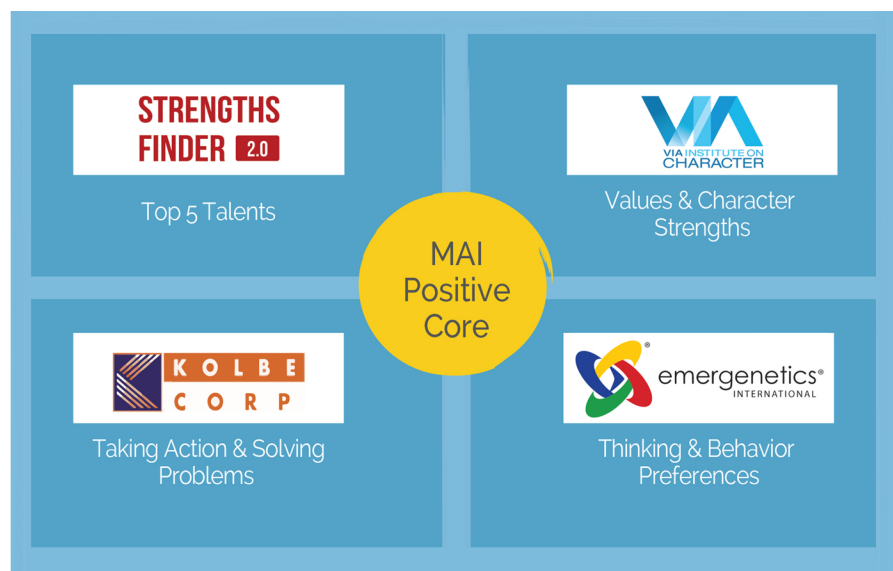 STRENGTHS
FINDER 2.0
Top 5 Talents
VIA INSTITUTE ON
CHARACTER
Values & Character
Strengths
MAI
Positive
Core
KOLBE
CORP
Taking Action & Solving
Problems
emergenetics®
INTERNATIONAL
Thinking & Behavior
Preferences